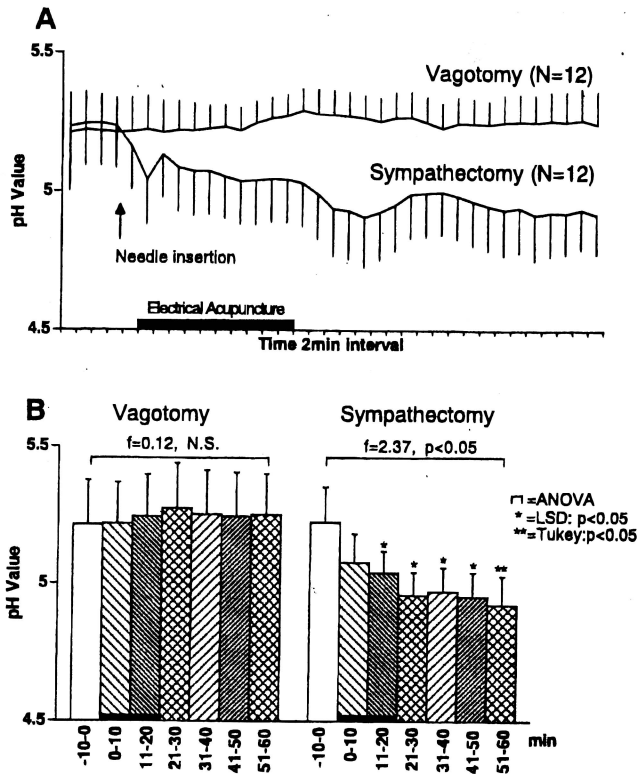 A
5.5
Vagotomy (N=12)
pH Value
5
Sympathectomy (N=12)
Needle insertion
Electrical Acupuncture
4.5
Time 2min interval
B
Vagotomy
Sympathectomy
5.5
f=0.12, N.S.
f=2.37, p<0.05
=ANOVA
* =LSD: p<0.05
**=Tukey:p<0.05
pH Value
5
* * * * **
4.5
-10-0 0-10 11-20 21-30 31-40 41-50 51-60 -10-0 0-10 11-20 21-30 31-40 41-50 51-60 min